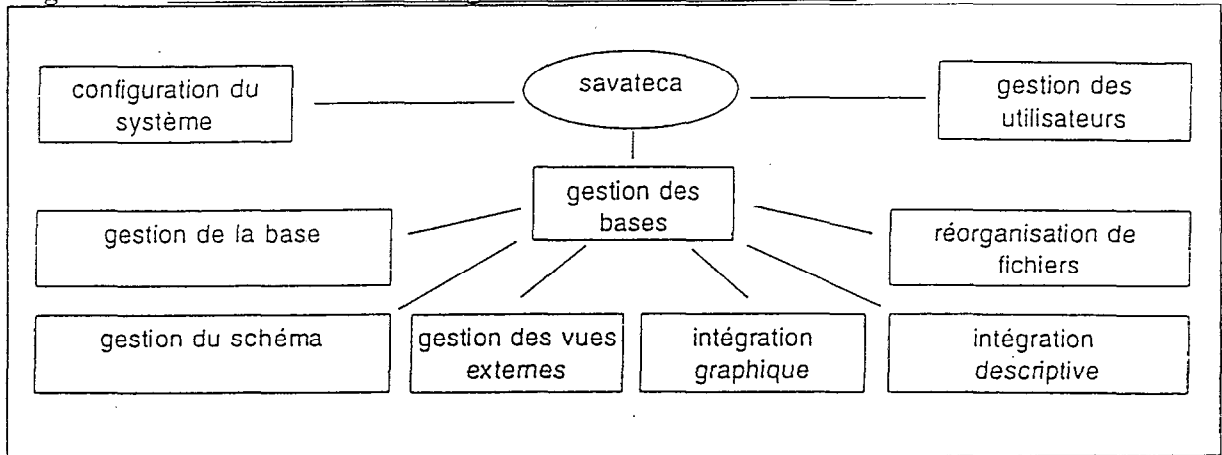 savateca
configuration du
système
gestion des
utilisateurs
gestion des
bases
gestion de la base
réorganisation de
fichiers
gestion du schéma
gestion des vues
externes
intégration
graphique
intégration
descriptive